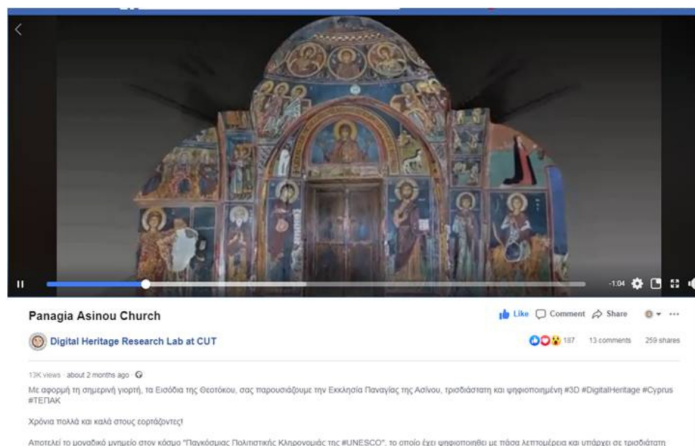 -1:04
Panagia Asinou Church
Like Comment Share
Digital Heritage Research Lab at CUT
187 13 comments 259 shares
13K views · about 2 months ago
Με αφορμή τη σημερινή γιορτή, τα Εισόδια της Θεοτόκου, σας παρουσιάζουμε την Εκκλησία Παναγίας της Ασίνου, τρισδιάστατη και ψηφιοποιημένη #3D #DigitalHeritage #Cyprus
#ΤΕΠΑΚ
Χρόνια πολλά και καλά στους εορτάζοντες!
Αποτελεί το μοναδικό μνημείο στον κόσμο "Παγκόσμιας Πολιτιστικής Κληρονομιάς της #UNESCO", το οποίο έχει ψηφιοποιηθεί με πάσα λεπτομέρεια και υπάρχει σε τρισδιάτατη